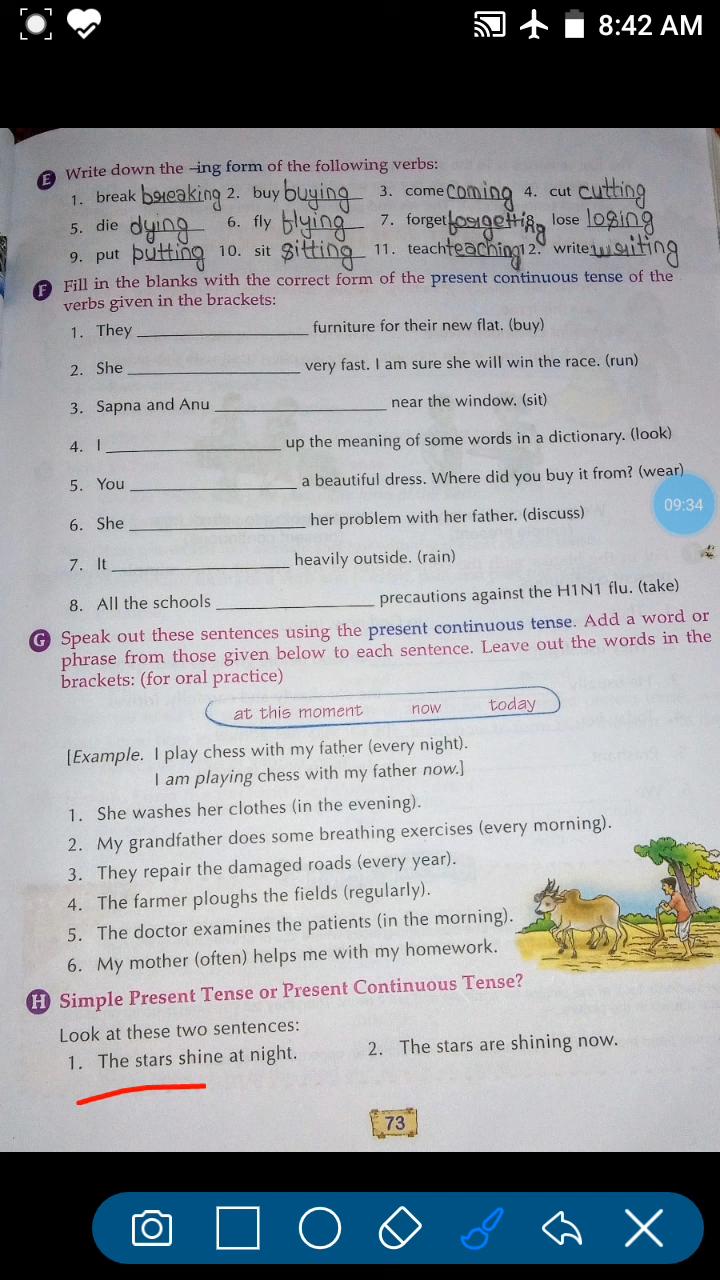 8:42 AM
E Write down the –ing form of the following verbs:
1. break breaking 2. buy buying 3. come coming 4. cut cutting
5. die dying 6. fly flying 7. forget forgetting 8. lose losing
9. put putting 10. sit sitting 11. teach teaching 12. write writing
F Fill in the blanks with the correct form of the present continuous tense of the
verbs given in the brackets:
1. They ____________ furniture for their new flat. (buy)
2. She ____________ very fast. I am sure she will win the race. (run)
3. Sapna and Anu ____________ near the window. (sit)
4. I ____________ up the meaning of some words in a dictionary. (look)
5. You ____________ a beautiful dress. Where did you buy it from? (wear)
09:34
6. She ____________ her problem with her father. (discuss)
7. It ____________ heavily outside. (rain)
8. All the schools ____________ precautions against the H1N1 flu. (take)
G Speak out these sentences using the present continuous tense. Add a word or
phrase from those given below to each sentence. Leave out the words in the
brackets: (for oral practice)
at this moment now today
[Example. I play chess with my father (every night).
I am playing chess with my father now.]
1. She washes her clothes (in the evening).
2. My grandfather does some breathing exercises (every morning).
3. They repair the damaged roads (every year).
4. The farmer ploughs the fields (regularly).
5. The doctor examines the patients (in the morning).
6. My mother (often) helps me with my homework.
H Simple Present Tense or Present Continuous Tense?
Look at these two sentences:
1. The stars shine at night. 2. The stars are shining now.
73